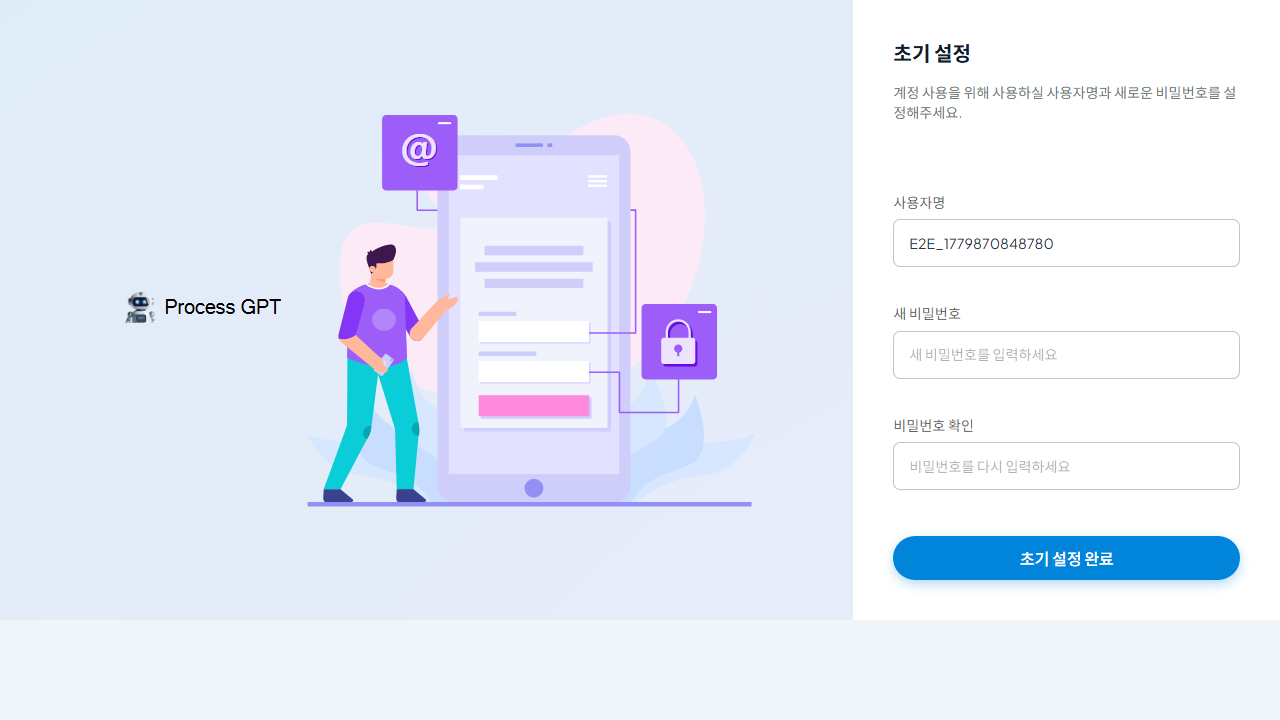 초기 설정
계정 사용을 위해 사용하실 사용자명과 새로운 비밀번호를 설
정해주세요.
@
Process GPT
사용자명
E2E_1779870848780
새 비밀번호
새 비밀번호를 입력하세요
비밀번호 확인
비밀번호를 다시 입력하세요
초기 설정 완료